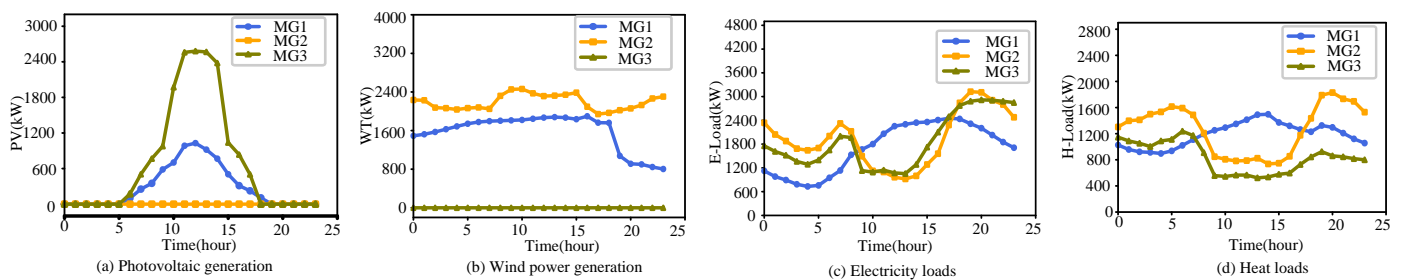 PV(kW)
3000
2400
1800
1200
600
0
0 5 10 15 20 25
Time(hour)
MG1
MG2
MG3
(a) Photovoltaic generation
WT(kW)
4000
3200
2400
1600
800
0
0 5 10 15 20 25
Time(hour)
MG1
MG2
MG3
(b) Wind power generation
E-Load(kW)
4800
4200
3600
3000
2400
1800
1200
600
0
0 5 10 15 20 25
Time(hour)
MG1
MG2
MG3
(c) Electricity loads
H-Load(kW)
2800
2400
2000
1600
1200
800
400
0
0 5 10 15 20 25
Time(hour)
MG1
MG2
MG3
(d) Heat loads